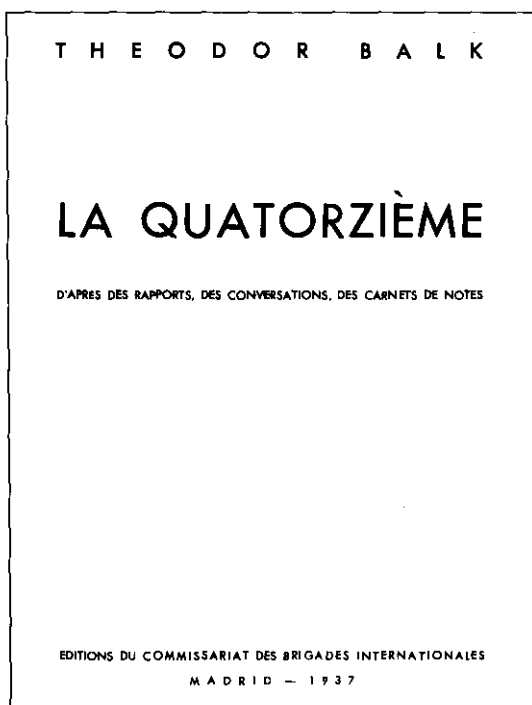 THEODOR BALK
LA QUATORZIÈME
D'APRÈS DES RAPPORTS, DES CONVERSATIONS, DES CARNETS DE NOTES
EDITIONS DU COMMISSARIAT DES BRIGADES INTERNATIONALES
MADRID — 1937